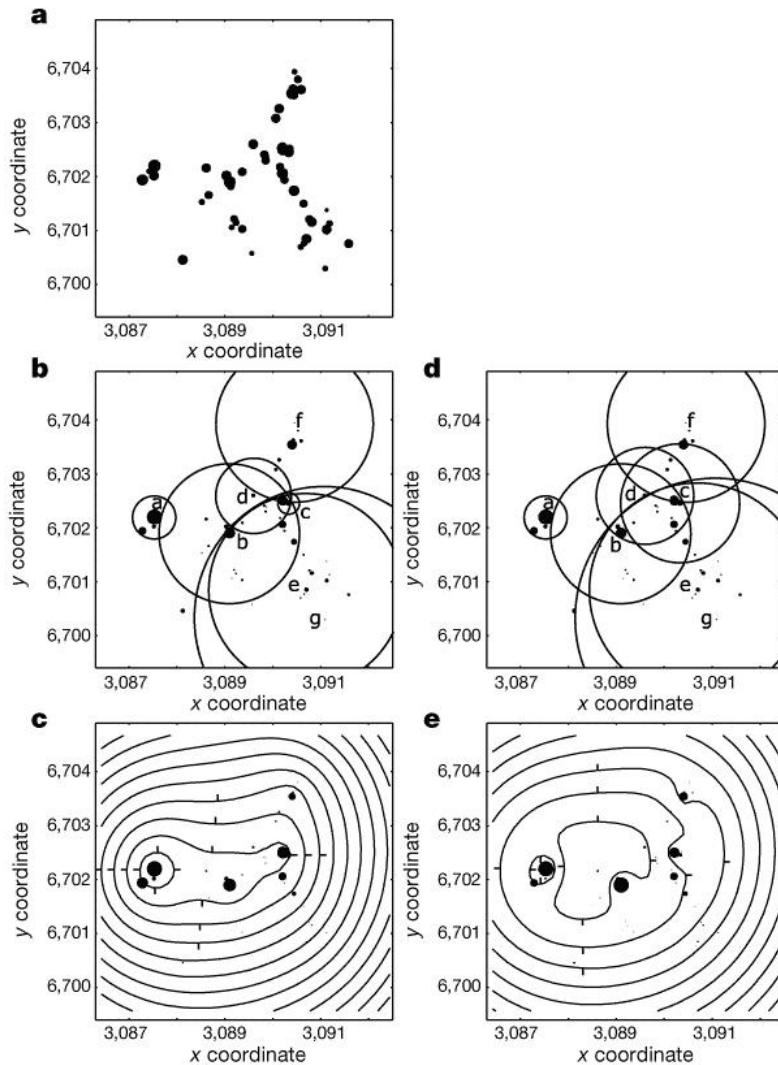 a
y coordinate
6,704
6,703
6,702
6,701
6,700
3,087 3,089 3,091
x coordinate
b
y coordinate
6,704
6,703
6,702
6,701
6,700
f
a
d
c
b
e
g
3,087 3,089 3,091
x coordinate
d
y coordinate
6,704
6,703
6,702
6,701
6,700
f
a
d
c
b
e
g
3,087 3,089 3,091
x coordinate
c
y coordinate
6,704
6,703
6,702
6,701
6,700
3,087 3,089 3,091
x coordinate
e
y coordinate
6,704
6,703
6,702
6,701
6,700
3,087 3,089 3,091
x coordinate